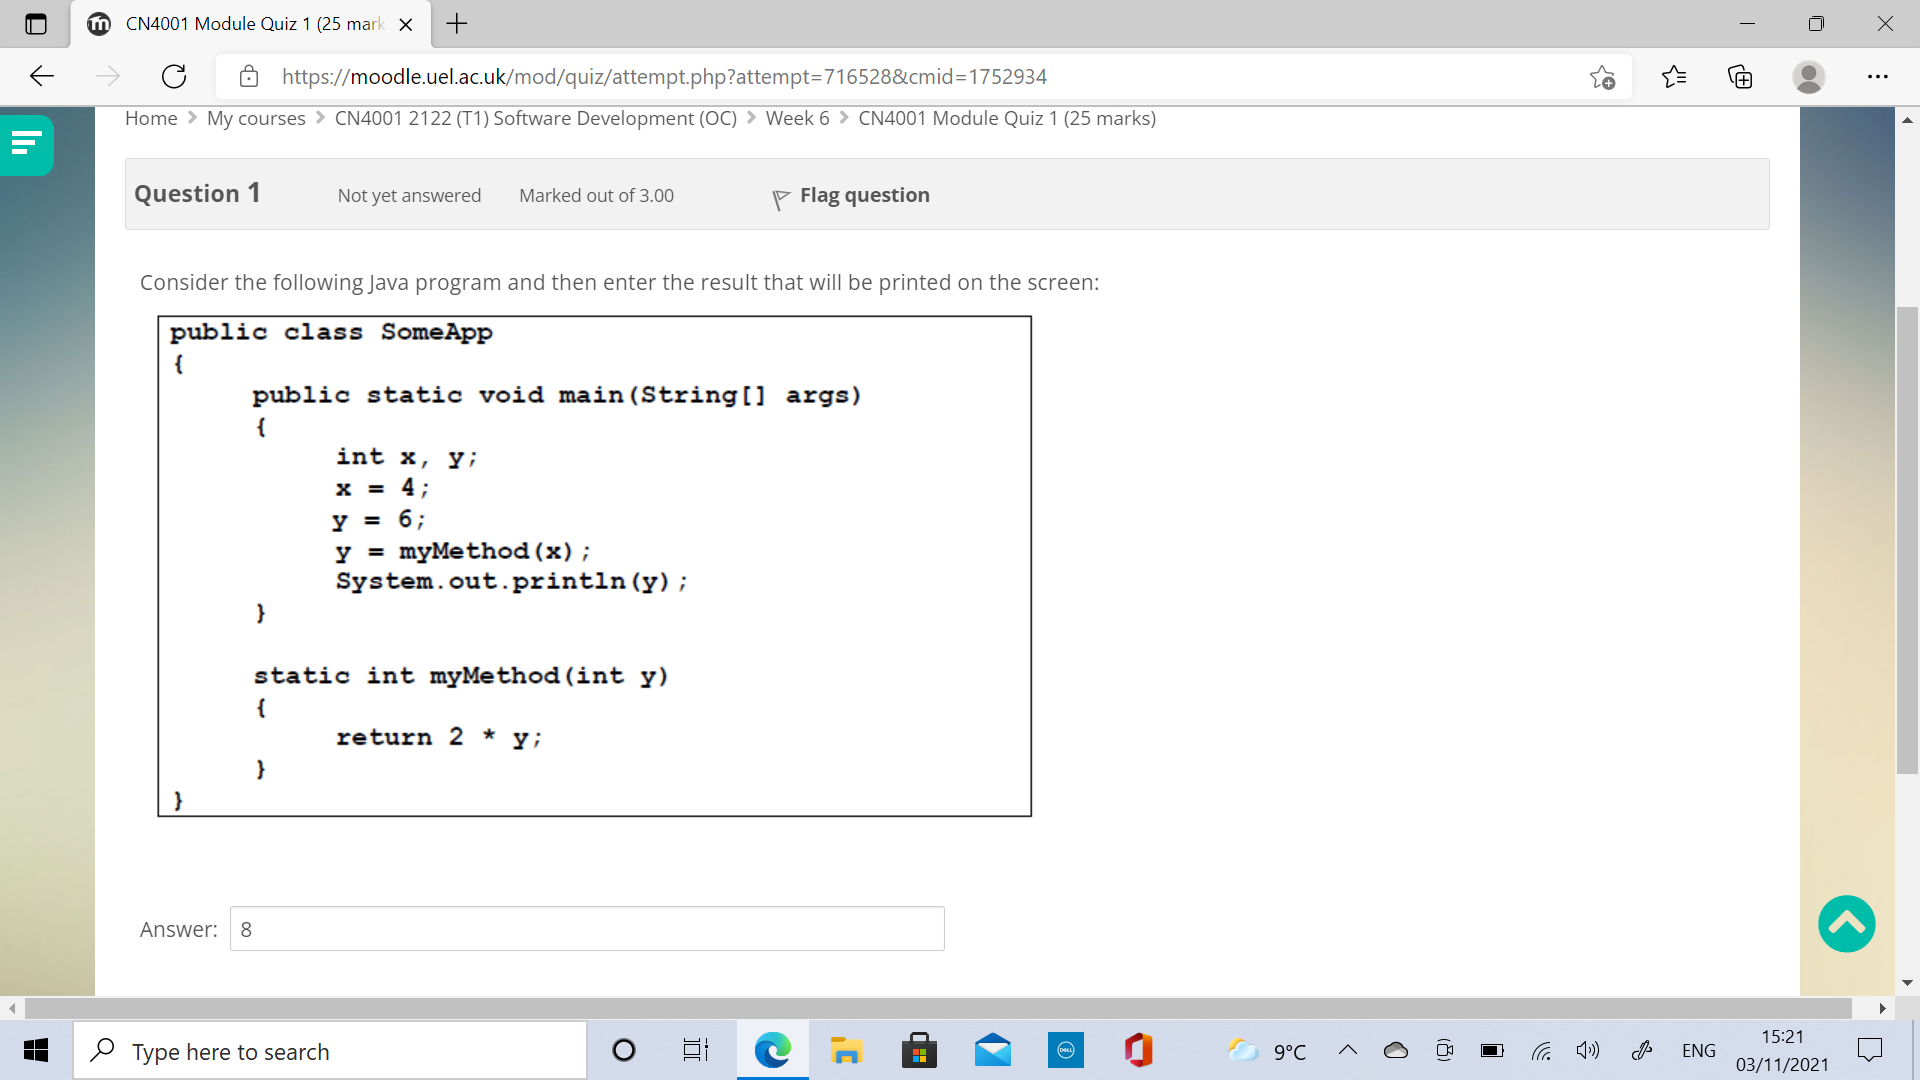 CN4001 Module Quiz 1 (25 mark
https://moodle.uel.ac.uk/mod/quiz/attempt.php?attempt=716528&cmid=1752934
Home > My courses > CN4001 2122 (T1) Software Development (OC) > Week 6 > CN4001 Module Quiz 1 (25 marks)
Question 1 Not yet answered Marked out of 3.00 Flag question
Consider the following Java program and then enter the result that will be printed on the screen:
public class SomeApp
{
public static void main(String[] args)
{
int x, y;
x = 4;
y = 6;
y = myMethod(x);
System.out.println(y);
}
static int myMethod(int y)
{
return 2 * y;
}
}
Answer: 8
Type here to search
DELL
9°C
ENG
15:21
03/11/2021